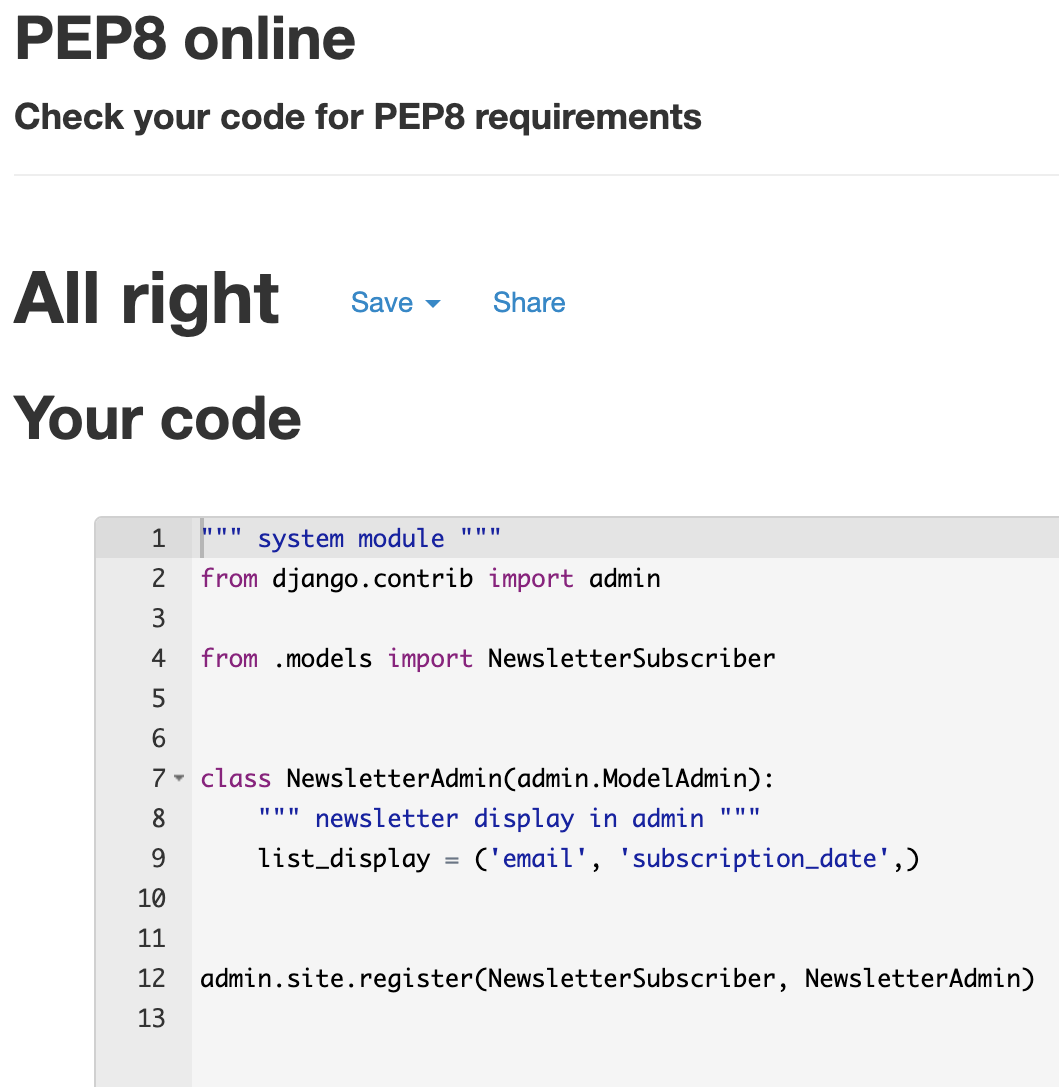 PEP8 online
Check your code for PEP8 requirements
All right Save Share
Your code
1 """ system module """
2 from django.contrib import admin
3
4 from .models import NewsletterSubscriber
5
6
7 class NewsletterAdmin(admin.ModelAdmin):
8     """ newsletter display in admin """
9     list_display = ('email', 'subscription_date',)
10
11
12 admin.site.register(NewsletterSubscriber, NewsletterAdmin)
13